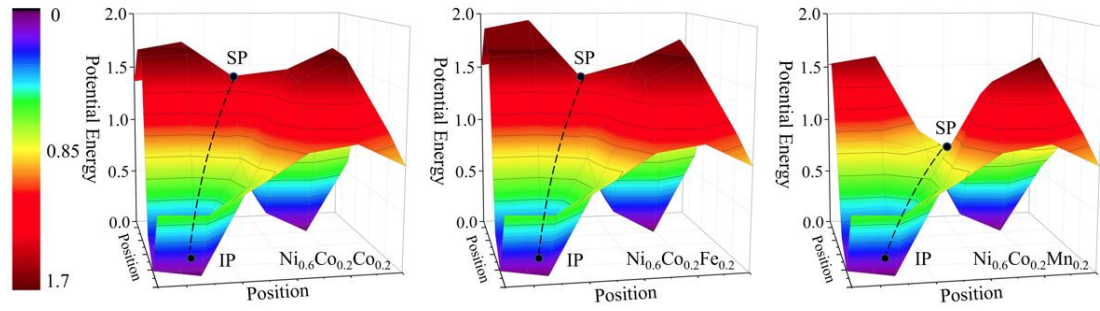 0
0.85
1.7
2.0
1.5
1.0
0.5
0.0
Potential Energy
Position
Position
SP
IP
Ni0.6Co0.2Co0.2
2.0
1.5
1.0
0.5
0.0
Potential Energy
Position
Position
SP
IP
Ni0.6Co0.2Fe0.2
2.0
1.5
1.0
0.5
0.0
Potential Energy
Position
Position
SP
IP
Ni0.6Co0.2Mn0.2